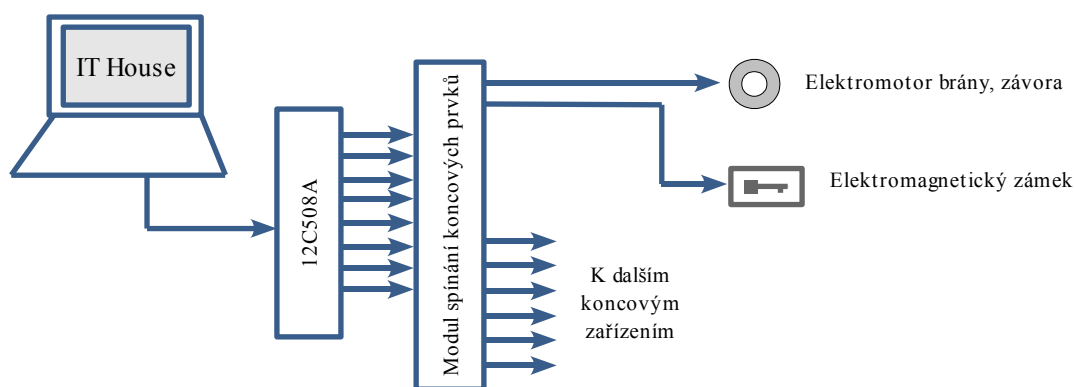 IT House
12C508A
Modul spínání koncových prvků
Elektromotor brány, závora
Elektromagnetický zámek
K dalším
koncovým
zařízením